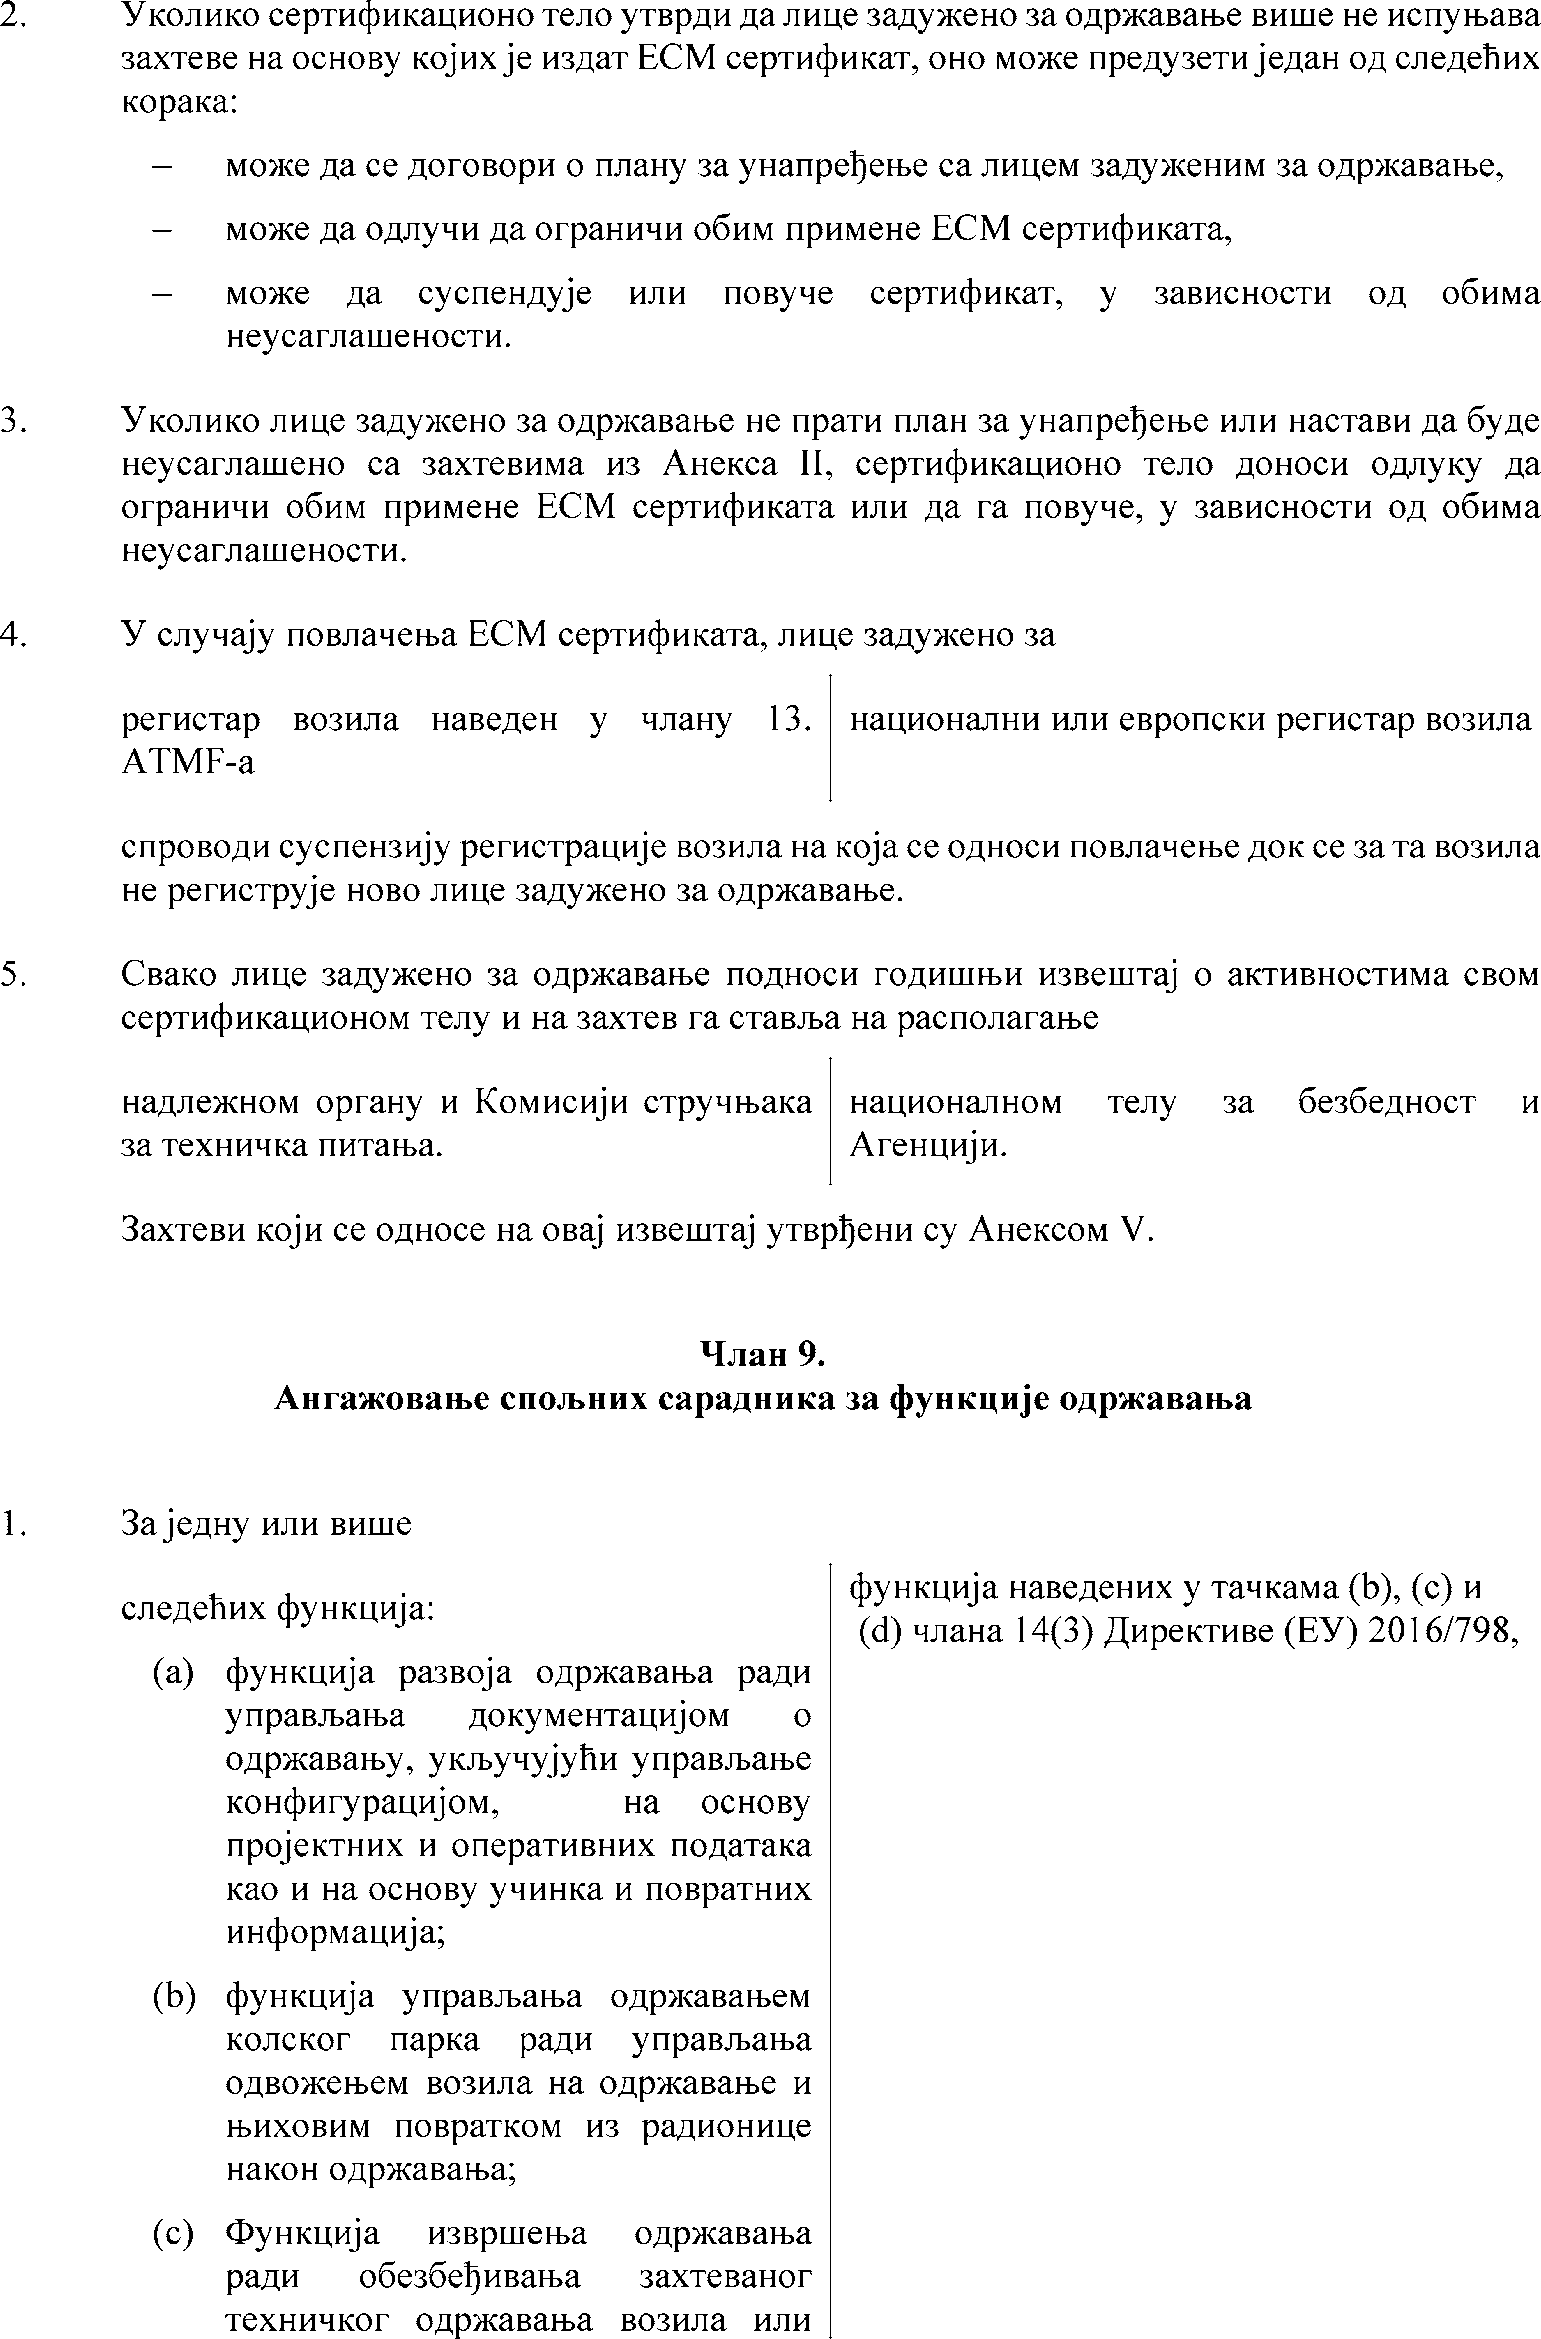 2. Уколико сертификационо тело утврди да лице задужено за одржавање више не испуњава
захтеве на основу којих је издат ЕСМ сертификат, оно може предузети један од следећих
корака:
– може да се договори о плану за унапређење са лицем задуженим за одржавање,
– може да одлучи да ограничи обим примене ЕСМ сертификата,
– може да суспендује или повуче сертификат, у зависности од обима
неусаглашености.
3. Уколико лице задужено за одржавање не прати план за унапређење или настави да буде
неусаглашено са захтевима из Анекса II, сертификационо тело доноси одлуку да
ограничи обим примене ЕСМ сертификата или да га повуче, у зависности од обима
неусаглашености.
4. У случају повлачења ЕСМ сертификата, лице задужено за
регистар возила наведен у члану 13.
ATMF-а
национални или европски регистар возила
спроводи суспензију регистрације возила на која се односи повлачење док се за та возила
не региструје ново лице задужено за одржавање.
5. Свако лице задужено за одржавање подноси годишњи извештај о активностима свом
сертификационом телу и на захтев га ставља на располагање
надлежном органу и Комисији стручњака
за техничка питања.
националном телу за безбедност и
Агенцији.
Захтеви који се односе на овај извештај утврђени су Анексом V.
Члан 9.
Ангажовање спољних сарадника за функције одржавања
1. За једну или више
следећих функција:
(a) функција развоја одржавања ради
управљања документацијом о
одржавању, укључујући управљање
конфигурацијом, на основу
пројектних и оперативних података
као и на основу учинка и повратних
информација;
(b) функција управљања одржавањем
колског парка ради управљања
одвожењем возила на одржавање и
њиховим повратком из радионице
након одржавања;
(c) Функција извршења одржавања
ради обезбеђивања захтеваног
техничког одржавања возила или
функција наведених у тачкама (b), (c) и
(d) члана 14(3) Директиве (ЕУ) 2016/798,